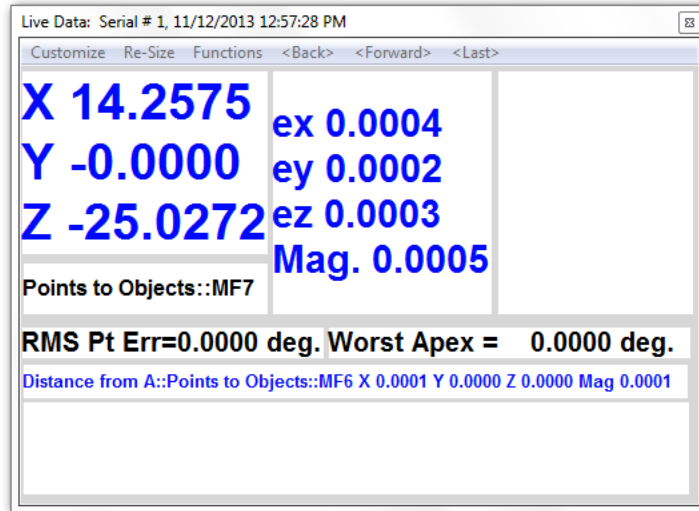 Live Data: Serial # 1, 11/12/2013 12:57:28 PM
Customize Re-Size Functions <Back> <Forward> <Last>
X 14.2575
Y -0.0000
Z -25.0272
ex 0.0004
ey 0.0002
ez 0.0003
Mag. 0.0005
Points to Objects::MF7
RMS Pt Err=0.0000 deg. Worst Apex = 0.0000 deg.
Distance from A::Points to Objects::MF6 X 0.0001 Y 0.0000 Z 0.0000 Mag 0.0001